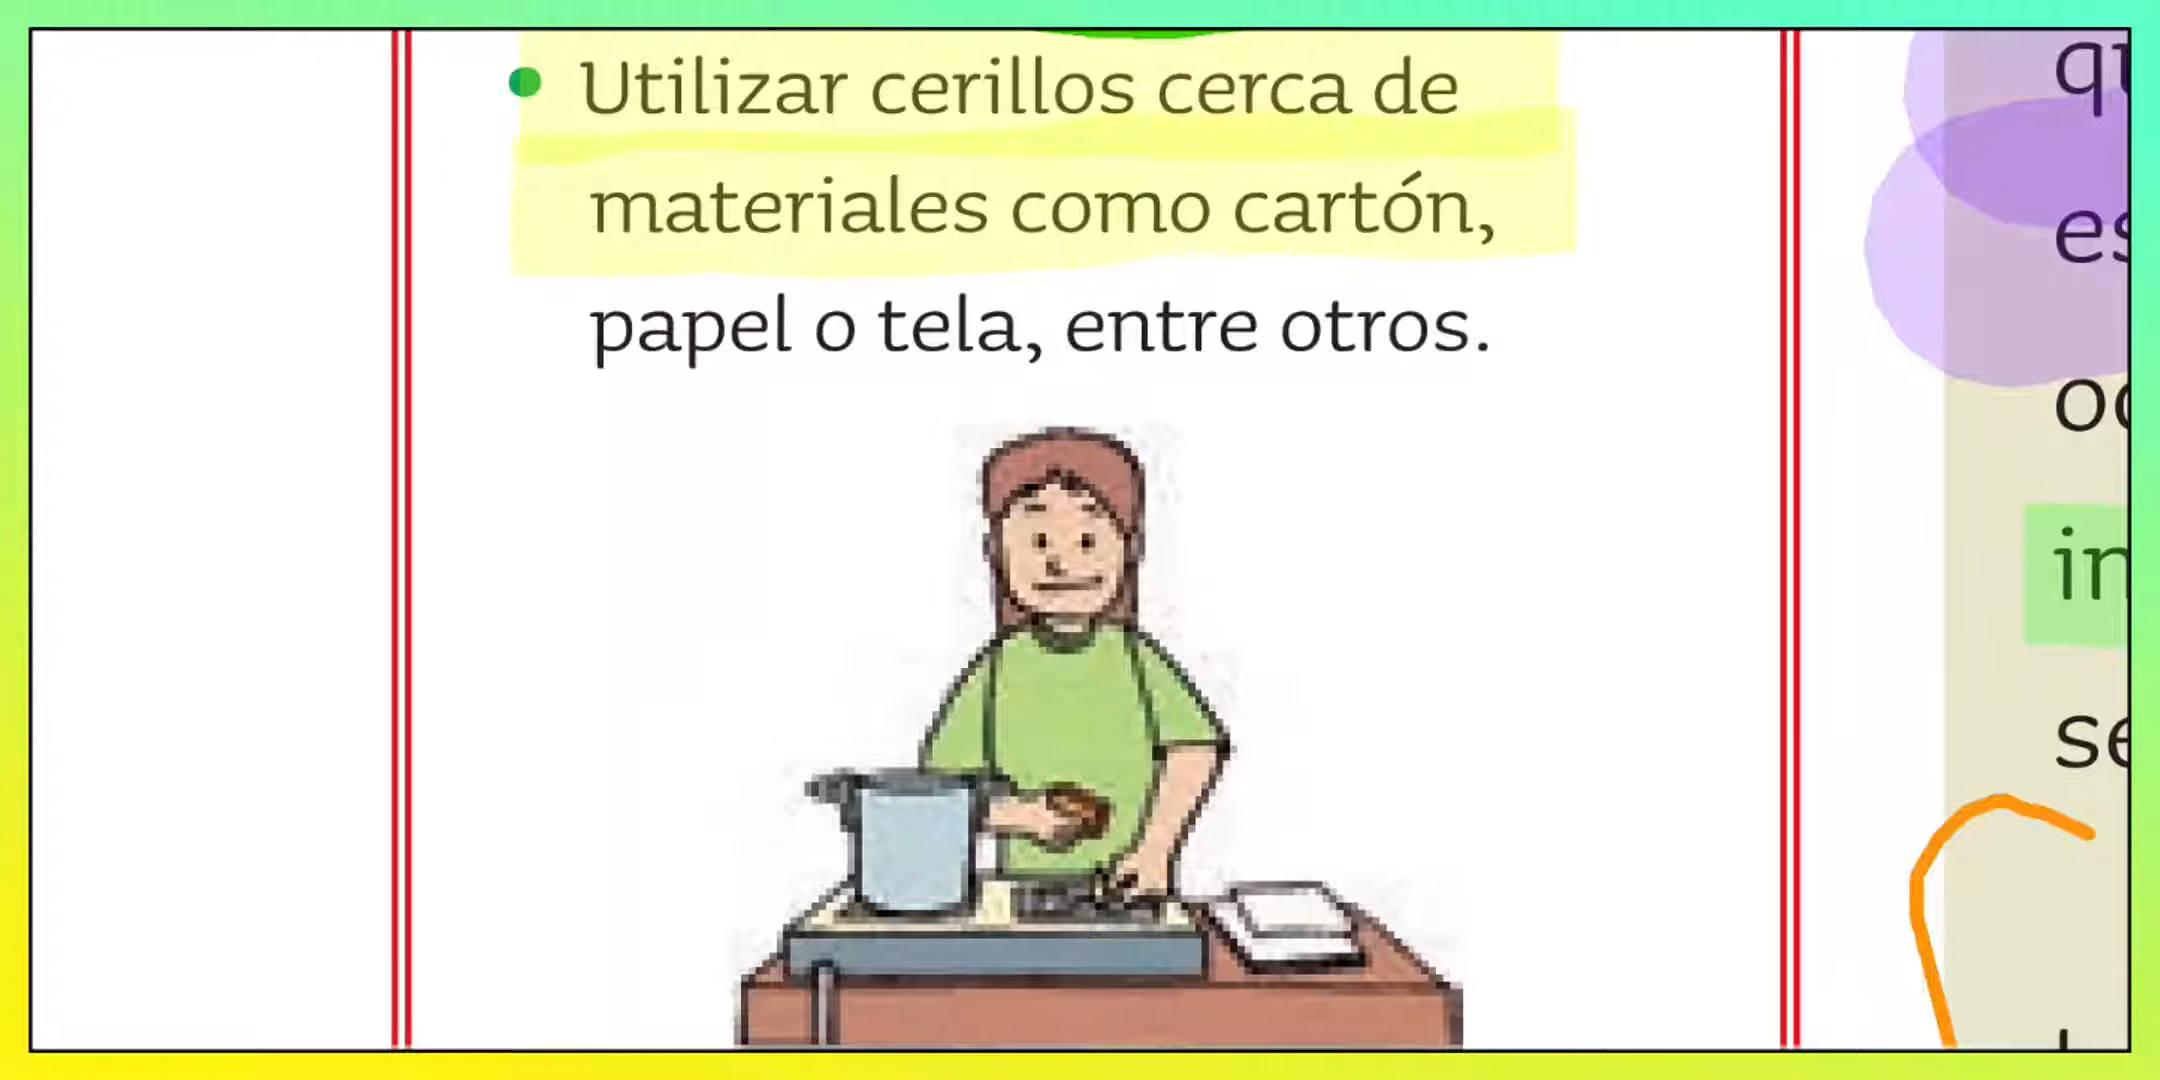 • Utilizar cerillos cerca de
materiales como cartón,
papel o tela, entre otros.